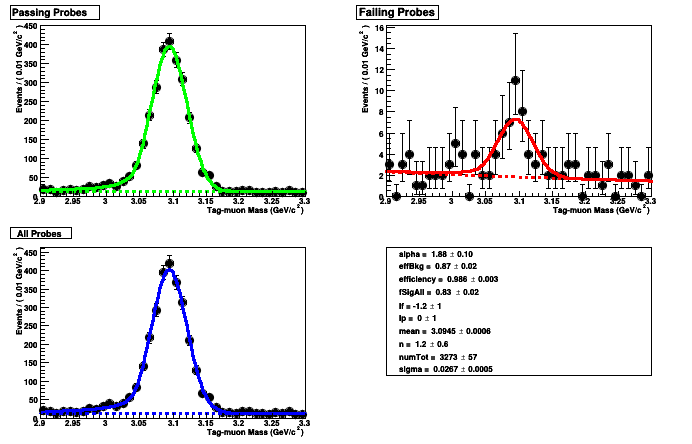 Passing Probes
Events / ( 0.01 GeV/c² )
450
400
350
300
250
200
150
100
50
0
2.9 2.95 3 3.05 3.1 3.15 3.2 3.25 3.3
Tag-muon Mass (GeV/c²)
Failing Probes
Events / ( 0.01 GeV/c² )
16
14
12
10
8
6
4
2
0
2.9 2.95 3 3.05 3.1 3.15 3.2 3.25 3.3
Tag-muon Mass (GeV/c²)
All Probes
Events / ( 0.01 GeV/c² )
450
400
350
300
250
200
150
100
50
0
2.9 2.95 3 3.05 3.1 3.15 3.2 3.25 3.3
Tag-muon Mass (GeV/c²)
alpha = 1.88 ± 0.10
effBkg = 0.87 ± 0.02
efficiency = 0.986 ± 0.003
fSigAll = 0.83 ± 0.02
lf = -1.2 ± 1
lp = 0 ± 1
mean = 3.0945 ± 0.0006
n = 1.2 ± 0.6
numTot = 3273 ± 57
sigma = 0.0267 ± 0.0005